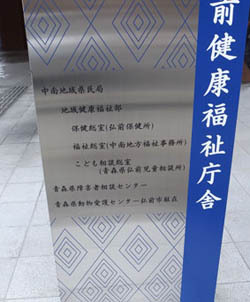 前健康福祉庁舎
中南地域県民局
地域健康福祉部
保健総室(弘前保健所)
福祉総室(中南地方福祉事務所)
こども相談総室
(青森県弘前児童相談所)
青森県障害者相談センター
青森県動物愛護センター弘前市駐在